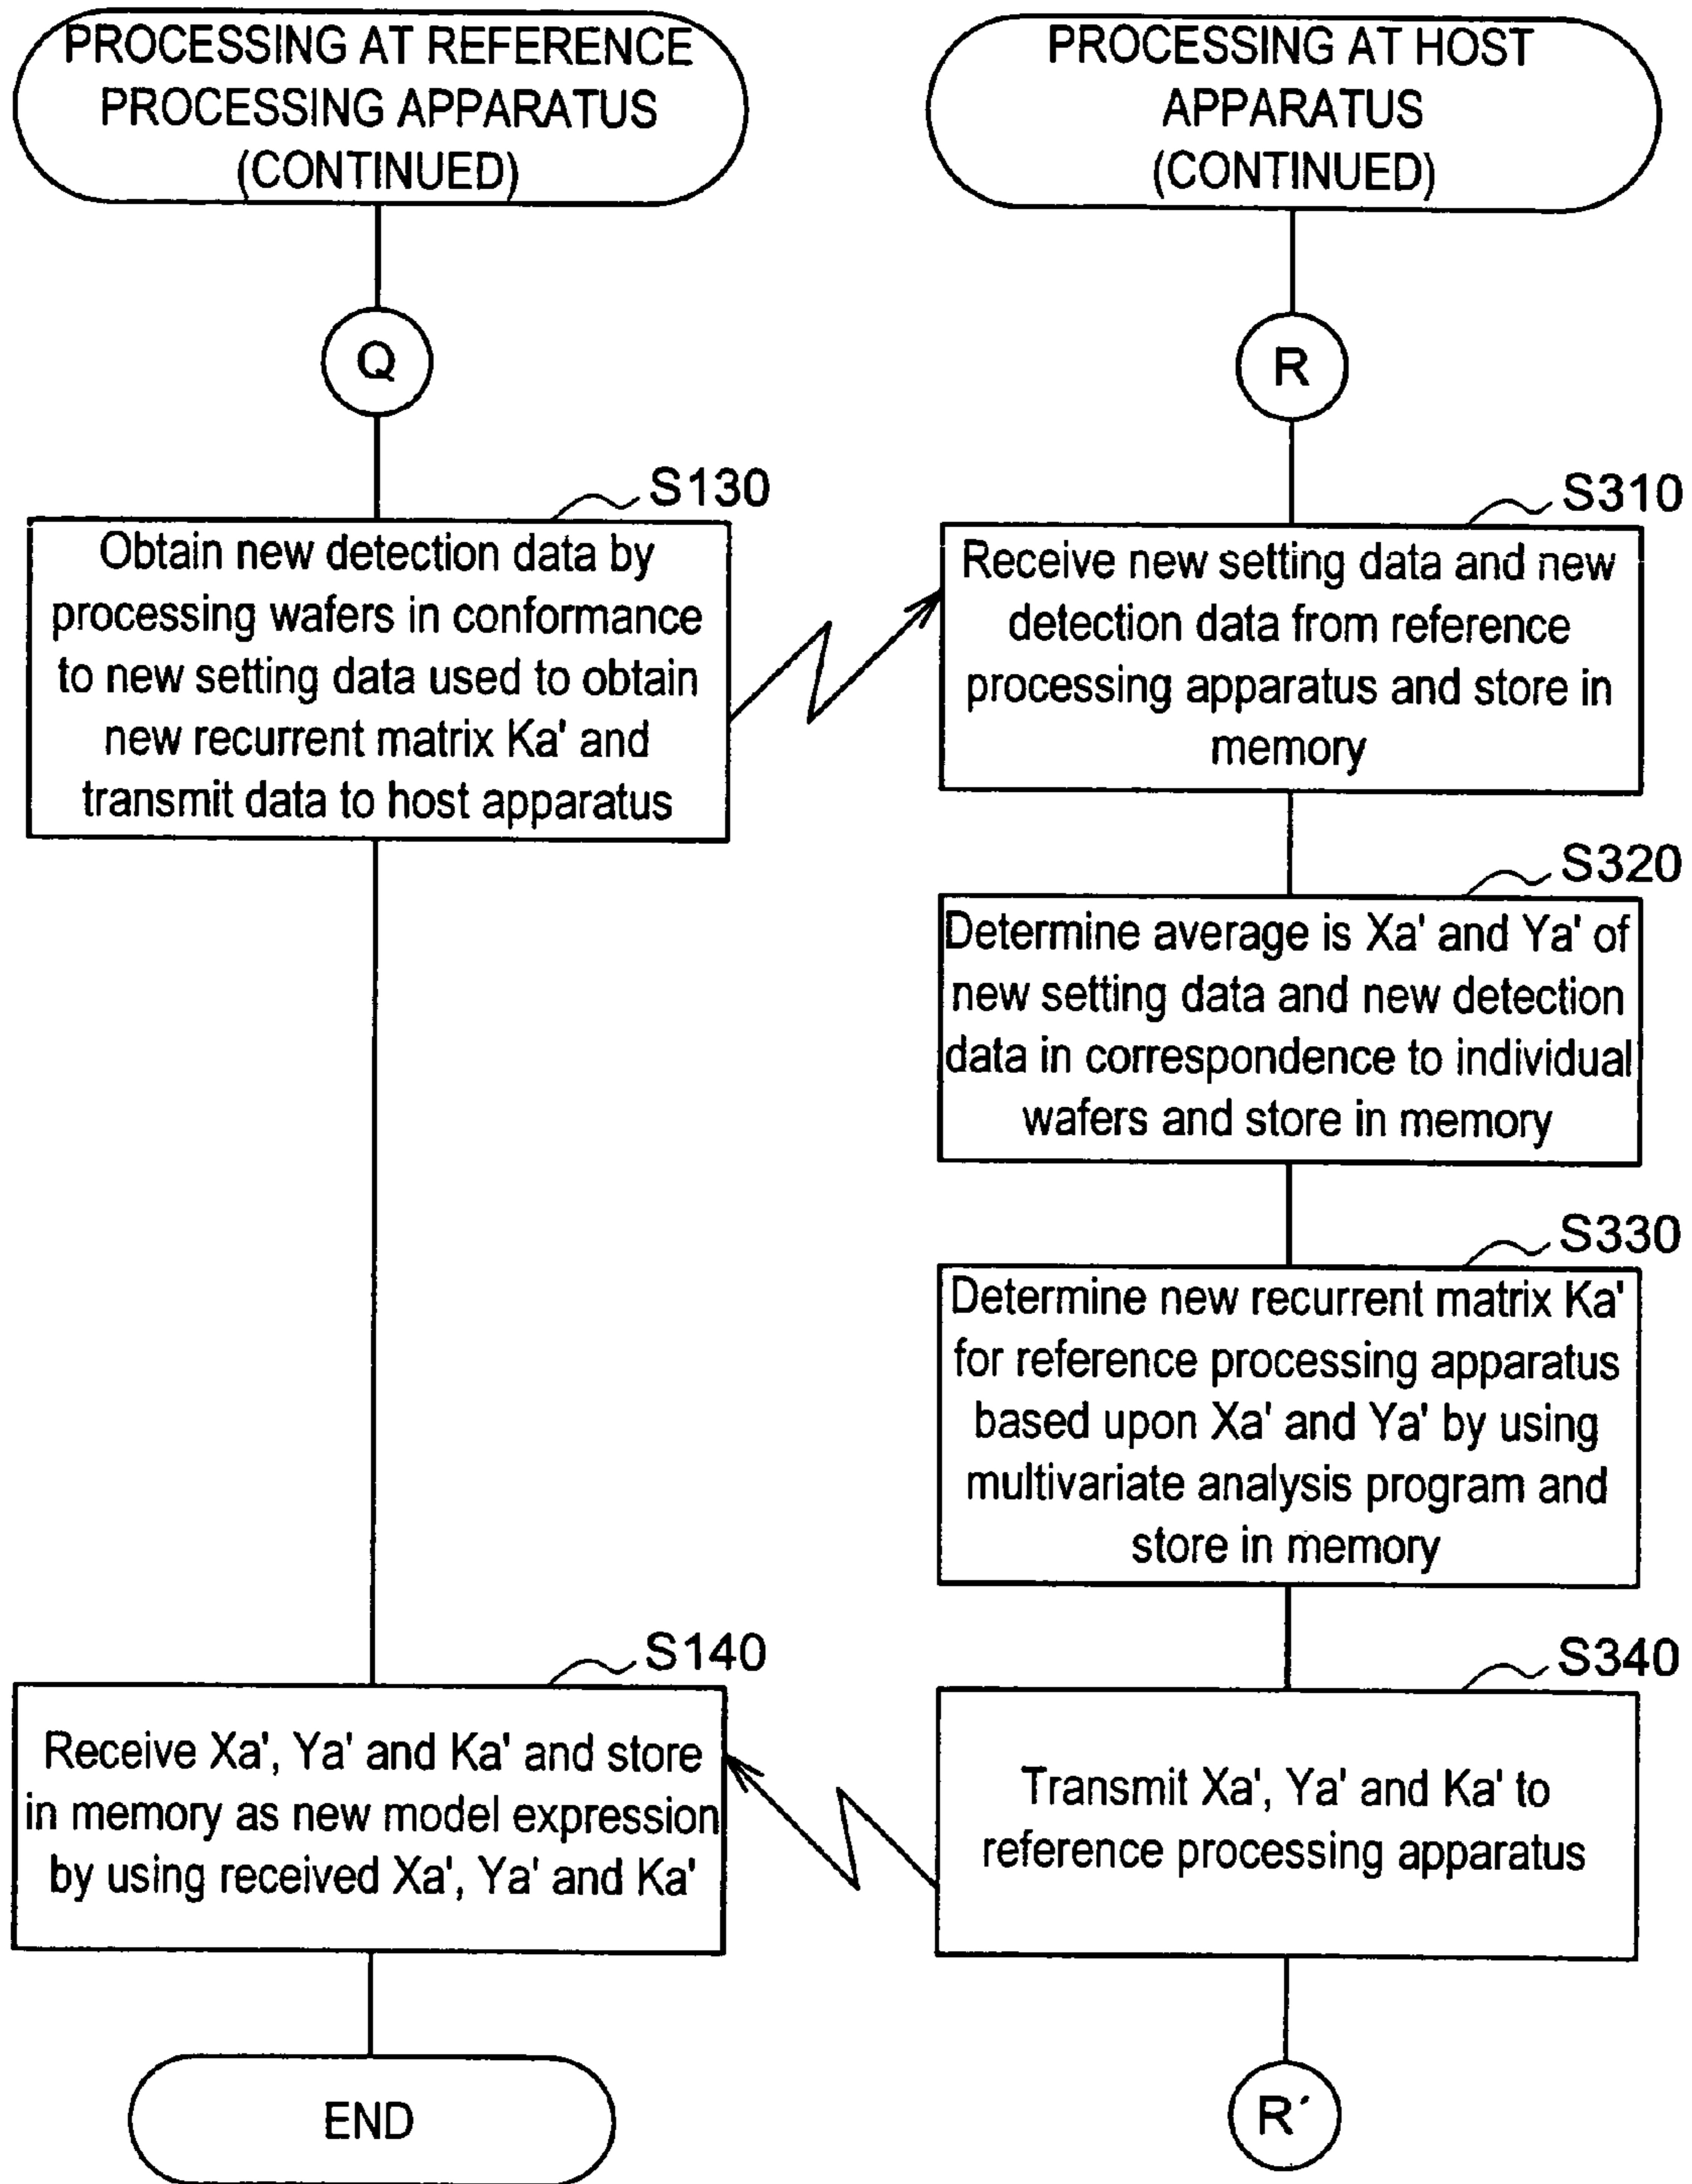 PROCESSING AT REFERENCE
PROCESSING APPARATUS
(CONTINUED)
Q
S130
Obtain new detection data by
processing wafers in conformance
to new setting data used to obtain
new recurrent matrix Ka' and
transmit data to host apparatus
S140
Receive Xa', Ya' and Ka' and store
in memory as new model expression
by using received Xa', Ya' and Ka'
END
PROCESSING AT HOST
APPARATUS
(CONTINUED)
R
S310
Receive new setting data and new
detection data from reference
processing apparatus and store in
memory
S320
Determine average is Xa' and Ya' of
new setting data and new detection
data in correspondence to individual
wafers and store in memory
S330
Determine new recurrent matrix Ka'
for reference processing apparatus
based upon Xa' and Ya' by using
multivariate analysis program and
store in memory
S340
Transmit Xa', Ya' and Ka' to
reference processing apparatus
R´